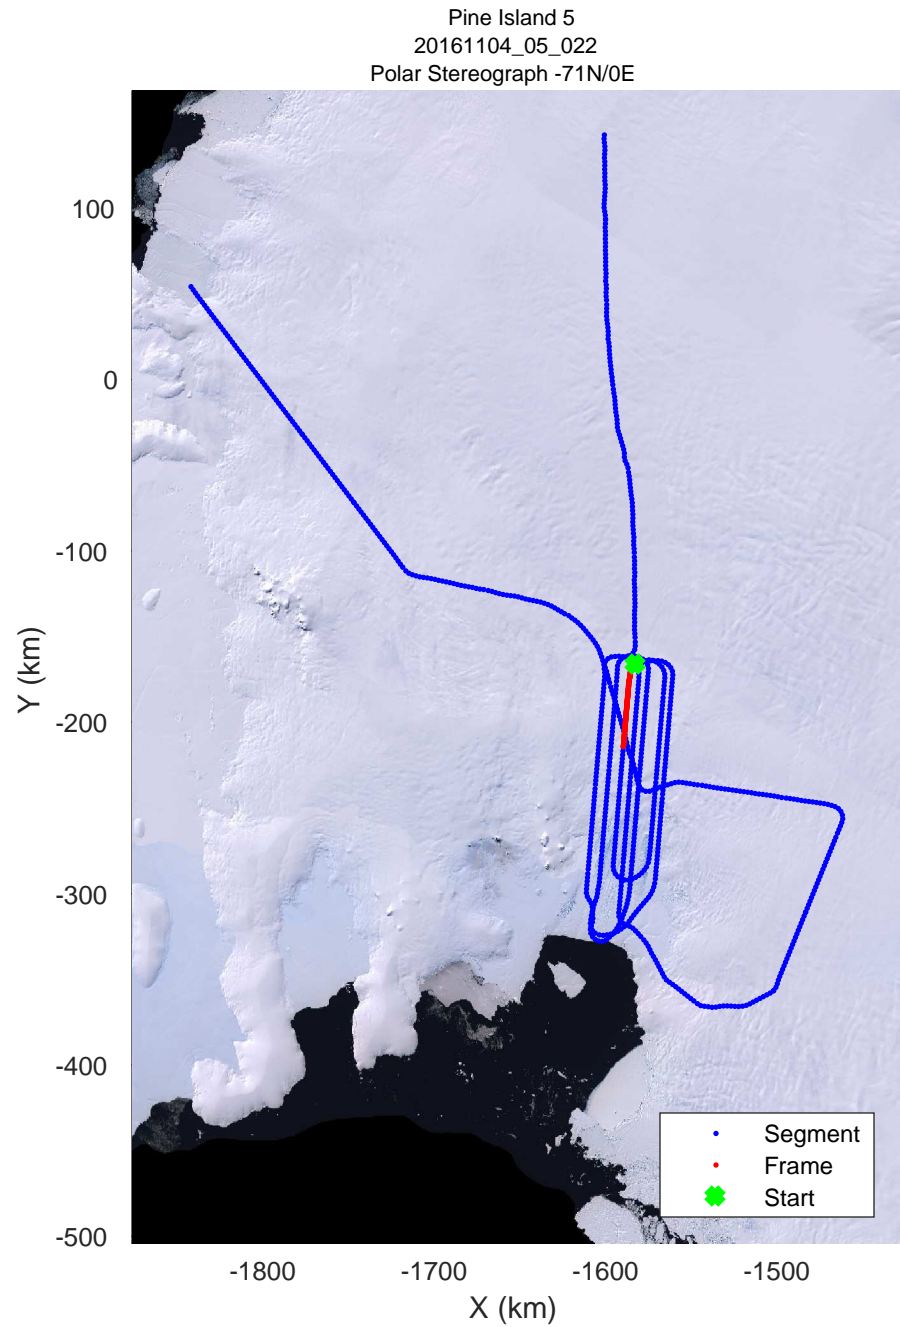 Pine Island 5
20161104_05_022
Polar Stereograph -71N/0E
100
0
-100
-200
-300
-400
-500
Y (km)
-1800
-1700
-1600
-1500
X (km)
Segment
Frame
Start